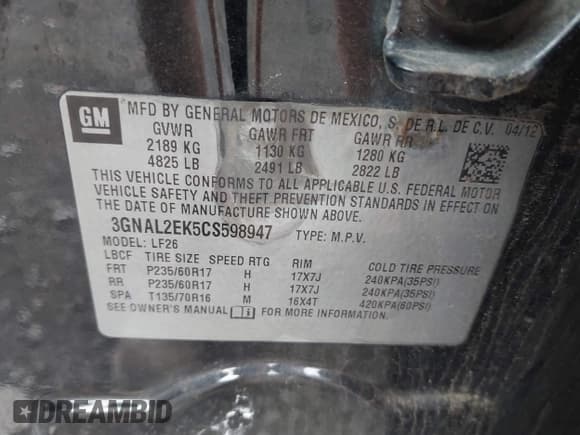 GM
MFD BY GENERAL MOTORS DE MEXICO, S. DE R.L. DE C.V. 04/12
GVWR GAWR FRT GAWR RR
2189 KG 1130 KG 1280 KG
4825 LB 2491 LB 2822 LB
THIS VEHICLE CONFORMS TO ALL APPLICABLE U.S. FEDERAL MOTOR
VEHICLE SAFETY AND THEFT PREVENTION STANDARDS IN EFFECT ON
THE DATE OF MANUFACTURE SHOWN ABOVE.
3GNAL2EK5CS598947 TYPE: M.P.V.
MODEL: LF26
LBCF TIRE SIZE SPEED RTG RIM COLD TIRE PRESSURE
FRT P235/60R17 H 17X7J 240KPA(35PSI)
RR P235/60R17 H 17X7J 240KPA(35PSI)
SPA T135/70R16 M 16X4T 420KPA(60PSI)
SEE OWNER'S MANUAL FOR MORE INFORMATION.
DREAMBID